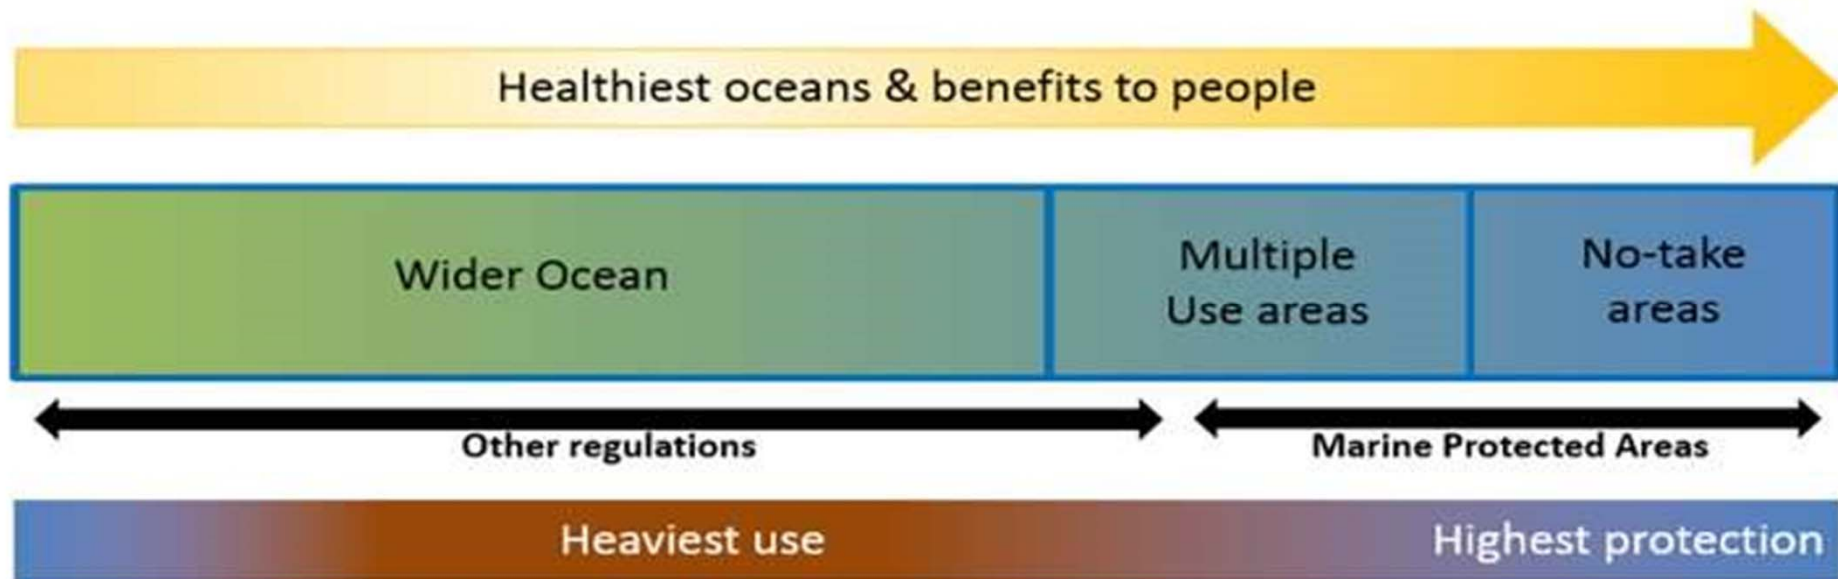 Healthiest oceans & benefits to people
Wider Ocean
Multiple
Use areas
No-take
areas
Other regulations
Marine Protected Areas
Heaviest use
Highest protection